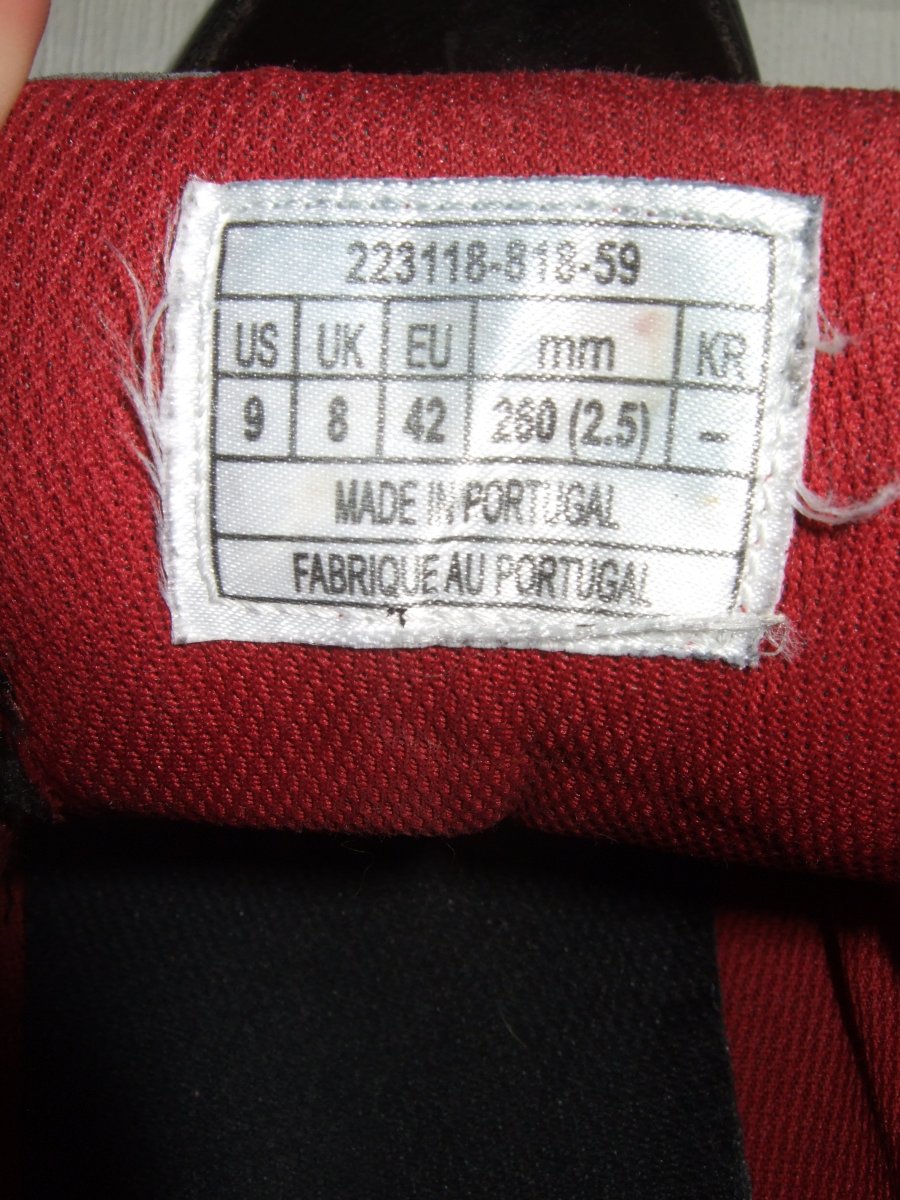 223118-818-59
US UK EU mm KR
9 8 42 260 (2.5) –
MADE IN PORTUGAL
FABRIQUE AU PORTUGAL